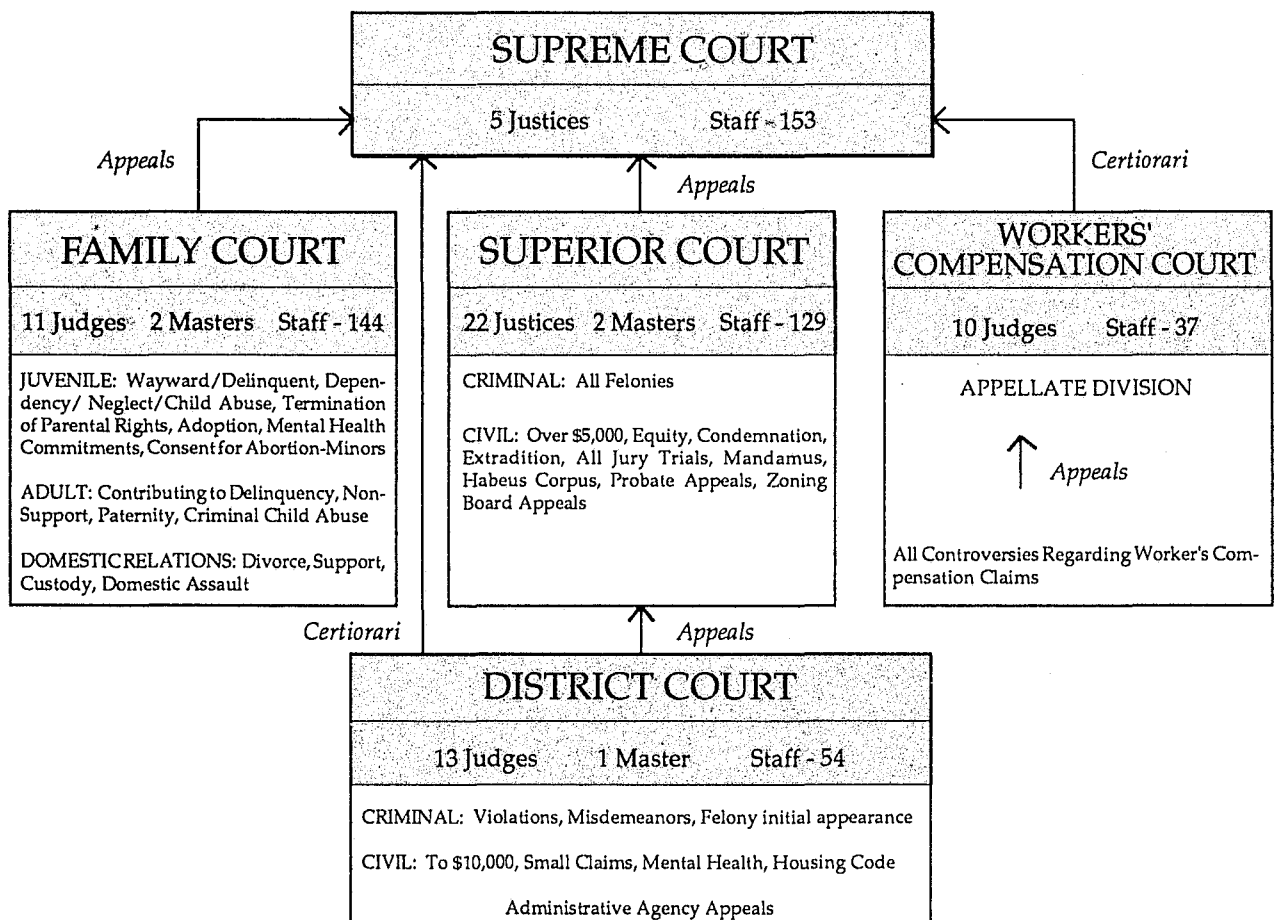 SUPREME COURT
5 Justices Staff - 153
Appeals
Appeals
Certiorari
FAMILY COURT
11 Judges 2 Masters Staff - 144
JUVENILE: Wayward/Delinquent, Depen-
dency/ Neglect/Child Abuse, Termination
of Parental Rights, Adoption, Mental Health
Commitments, Consent for Abortion-Minors
ADULT: Contributing to Delinquency, Non-
Support, Paternity, Criminal Child Abuse
DOMESTIC RELATIONS: Divorce, Support,
Custody, Domestic Assault
SUPERIOR COURT
22 Justices 2 Masters Staff - 129
CRIMINAL: All Felonies
CIVIL: Over $5,000, Equity, Condemnation,
Extradition, All Jury Trials, Mandamus,
Habeus Corpus, Probate Appeals, Zoning
Board Appeals
WORKERS'
COMPENSATION COURT
10 Judges Staff - 37
APPELLATE DIVISION
Appeals
All Controversies Regarding Worker's Com-
pensation Claims
Certiorari
Appeals
DISTRICT COURT
13 Judges 1 Master Staff - 54
CRIMINAL: Violations, Misdemeanors, Felony initial appearance
CIVIL: To $10,000, Small Claims, Mental Health, Housing Code
Administrative Agency Appeals